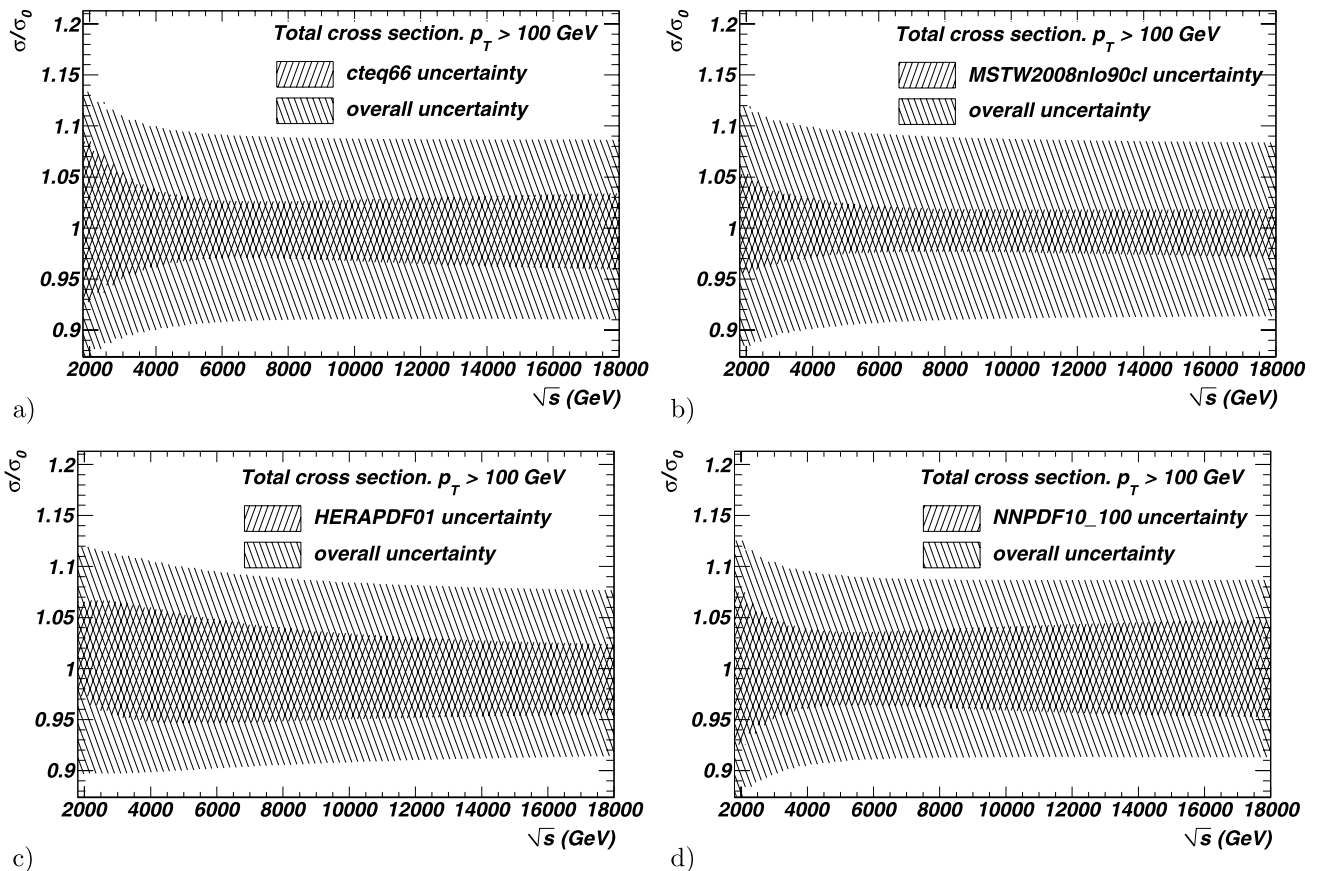 σ/σ0
Total cross section. pT > 100 GeV
cteq66 uncertainty
overall uncertainty
1.2
1.15
1.1
1.05
1
0.95
0.9
2000 4000 6000 8000 10000 12000 14000 16000 18000
√s (GeV)
a)
σ/σ0
Total cross section. pT > 100 GeV
MSTW2008nlo90cl uncertainty
overall uncertainty
1.2
1.15
1.1
1.05
1
0.95
0.9
2000 4000 6000 8000 10000 12000 14000 16000 18000
√s (GeV)
b)
σ/σ0
Total cross section. pT > 100 GeV
HERAPDF01 uncertainty
overall uncertainty
1.2
1.15
1.1
1.05
1
0.95
0.9
2000 4000 6000 8000 10000 12000 14000 16000 18000
√s (GeV)
c)
σ/σ0
Total cross section. pT > 100 GeV
NNPDF10_100 uncertainty
overall uncertainty
1.2
1.15
1.1
1.05
1
0.95
0.9
2000 4000 6000 8000 10000 12000 14000 16000 18000
√s (GeV)
d)